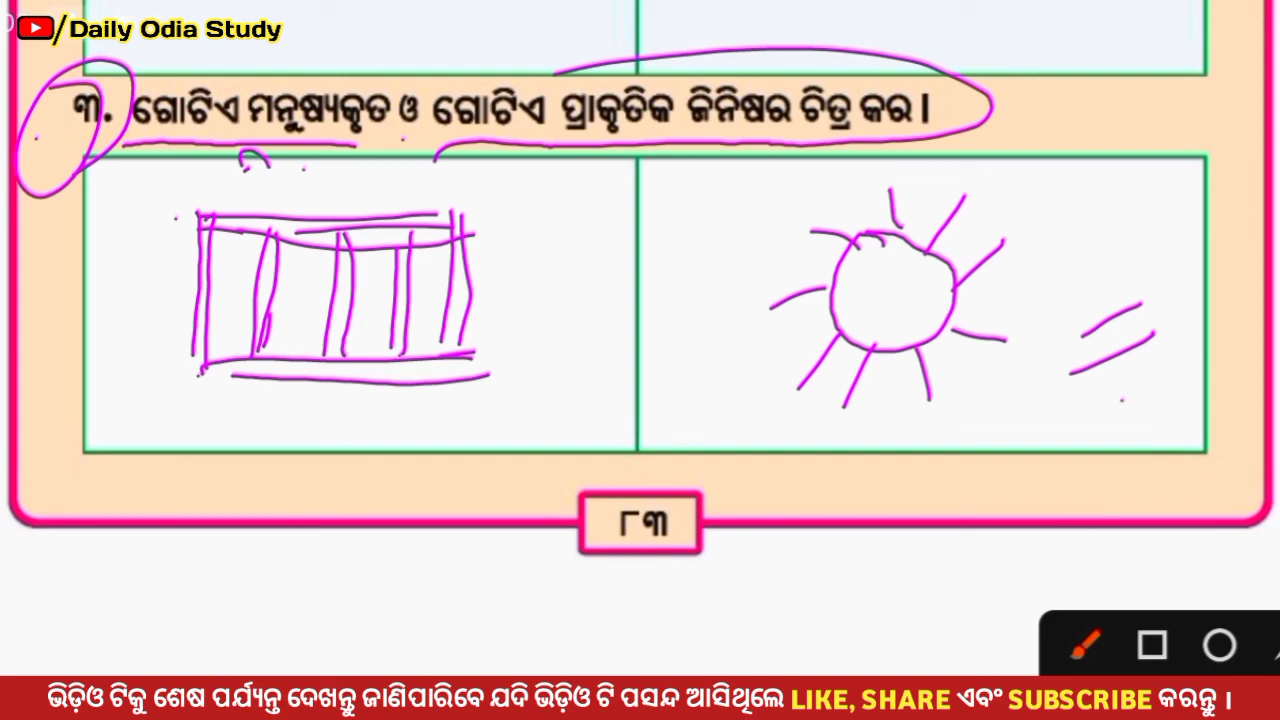 /Daily Odia Study
୩. ଗୋଟିଏ ମନୁଷ୍ୟକୃତ ଓ ଗୋଟିଏ ପ୍ରାକୃତିକ ଜିନିଷର ଚିତ୍ର କର ।
୮୩
ଭିଡ଼ିଓ ଟିକୁ ଶେଷ ପର୍ଯ୍ୟନ୍ତ ଦେଖନ୍ତୁ ଜାଣିପାରିବେ ଯଦି ଭିଡ଼ିଓ ଟି ପସନ୍ଦ ଆସିଥିଲେ LIKE, SHARE ଏବଂ SUBSCRIBE କରନ୍ତୁ ।